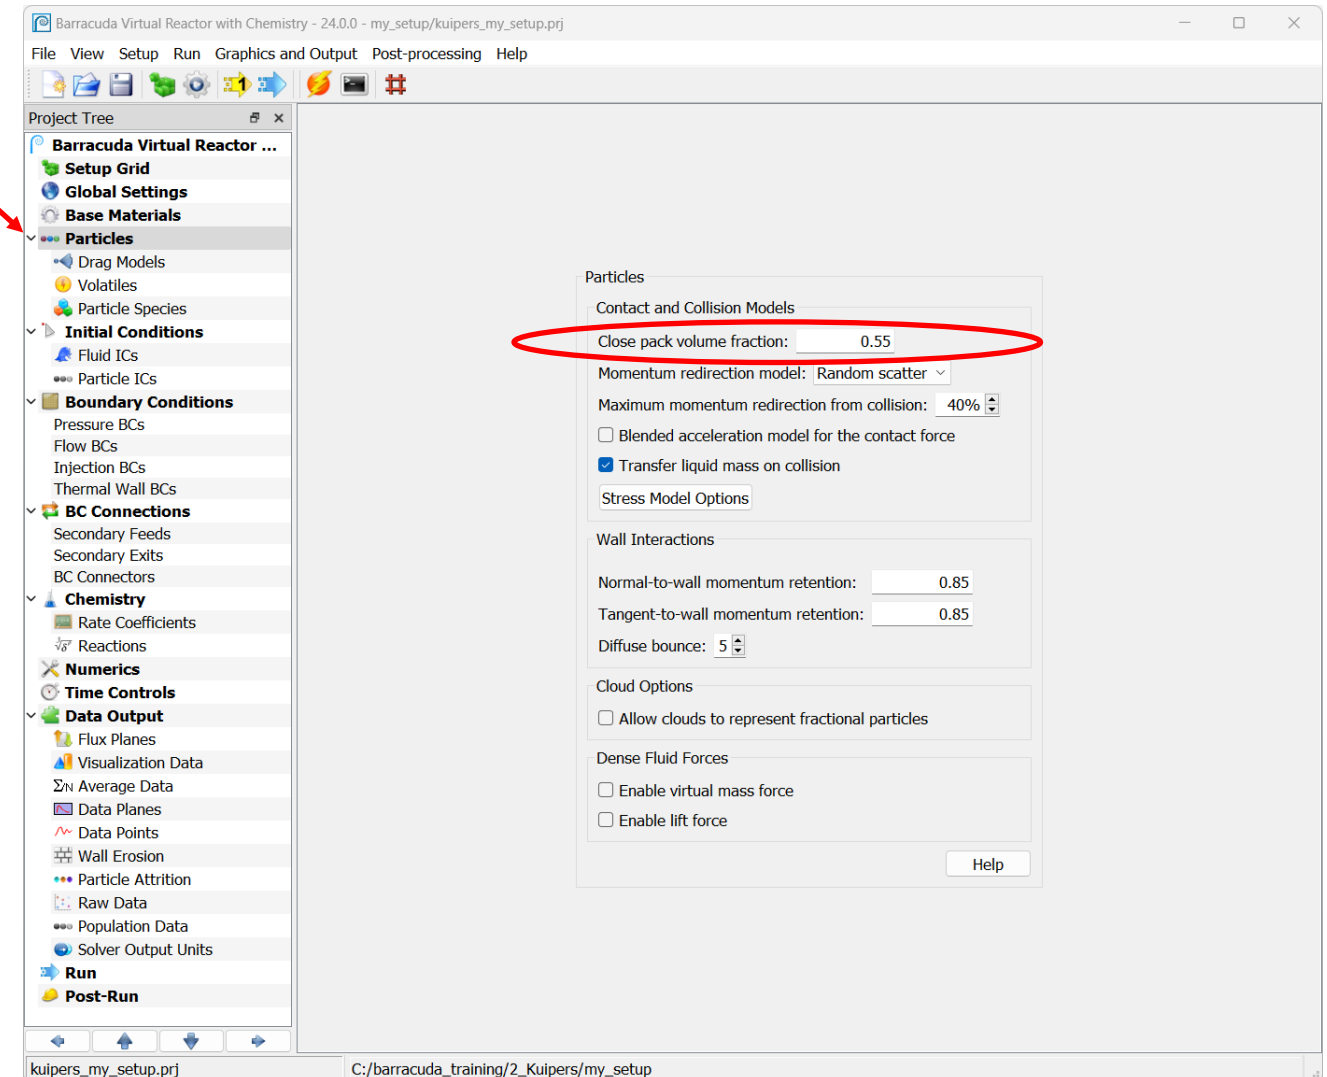 Barracuda Virtual Reactor with Chemistry - 24.0.0 - my_setup/kuipers_my_setup.prj
File View Setup Run Graphics and Output Post-processing Help
1
Project Tree
Barracuda Virtual Reactor ...
Setup Grid
Global Settings
Base Materials
Particles
Drag Models
Volatiles
Particle Species
Initial Conditions
Fluid ICs
Particle ICs
Boundary Conditions
Pressure BCs
Flow BCs
Injection BCs
Thermal Wall BCs
BC Connections
Secondary Feeds
Secondary Exits
BC Connectors
Chemistry
Rate Coefficients
Reactions
Numerics
Time Controls
Data Output
Flux Planes
Visualization Data
ΣN Average Data
Data Planes
Data Points
Wall Erosion
Particle Attrition
Raw Data
Population Data
Solver Output Units
Run
Post-Run
Particles
Contact and Collision Models
Close pack volume fraction: 0.55
Momentum redirection model: Random scatter
Maximum momentum redirection from collision: 40%
Blended acceleration model for the contact force
Transfer liquid mass on collision
Stress Model Options
Wall Interactions
Normal-to-wall momentum retention: 0.85
Tangent-to-wall momentum retention: 0.85
Diffuse bounce: 5
Cloud Options
Allow clouds to represent fractional particles
Dense Fluid Forces
Enable virtual mass force
Enable lift force
Help
kuipers_my_setup.prj C:/barracuda_training/2_Kuipers/my_setup